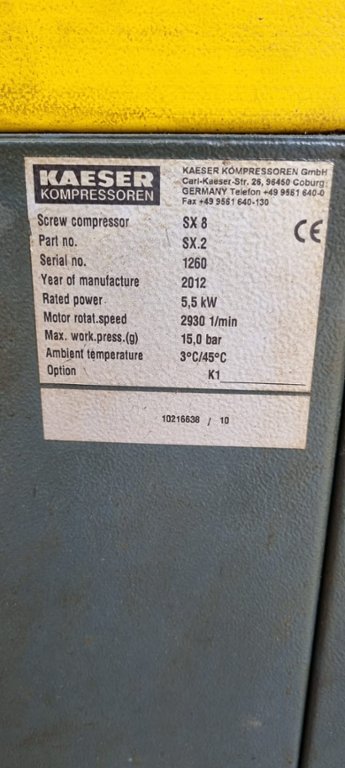 KAESER
KOMPRESSOREN
KAESER KOMPRESSOREN GmbH
Carl-Kaeser-Str. 26, 96450 Coburg
GERMANY Telefon +49 9561 640-0
Fax +49 9561 640-130
CE
Screw compressor SX 8
Part no. SX.2
Serial no. 1260
Year of manufacture 2012
Rated power 5,5 kW
Motor rotat.speed 2930 1/min
Max. work.press.(g) 15,0 bar
Ambient temperature 3°C/45°C
Option K1
10216638 / 10